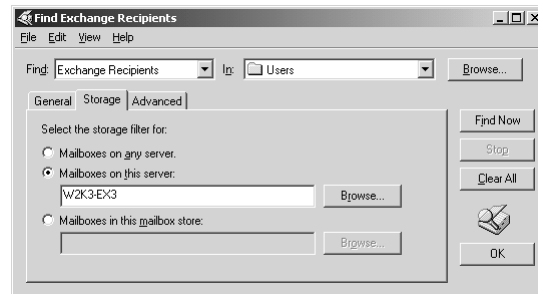 Find Exchange Recipients
File Edit View Help
Find: Exchange Recipients In: Users Browse...
General Storage Advanced
Find Now
Select the storage filter for:
Stop
Mailboxes on any server.
Mailboxes on this server:
Clear All
W2K3-EX3 Browse...
Mailboxes in this mailbox store:
Browse...
OK